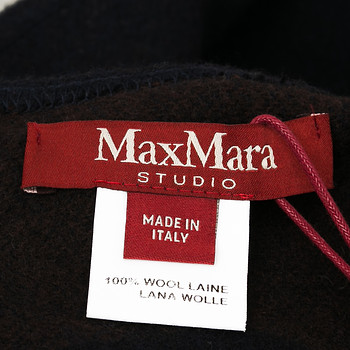 MaxMara
STUDIO
MADE IN
ITALY
100% WOOL LAINE
LANA WOLLE